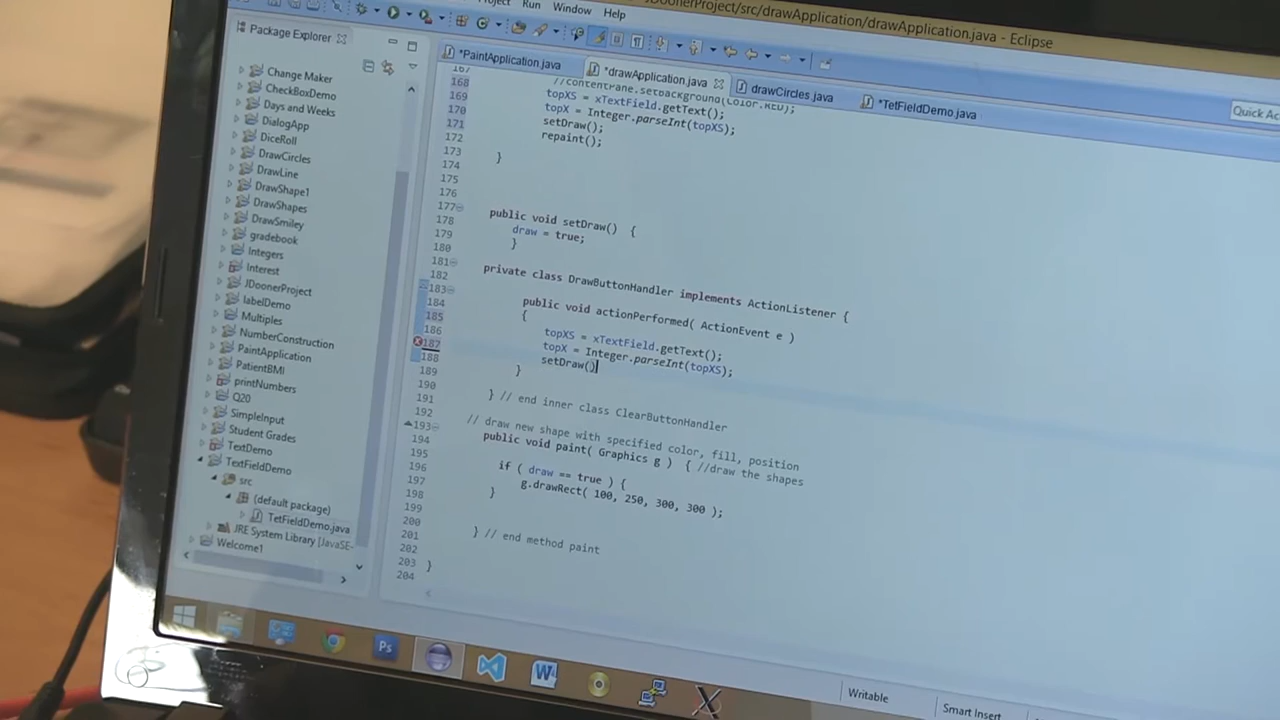 JDoonerProject/src/drawApplication/drawApplication.java - Eclipse
Project Run Window Help
Quick Ac
Package Explorer
Change Maker
CheckBoxDemo
Days and Weeks
DialogApp
DiceRoll
DrawCircles
DrawLine
DrawShape1
DrawShapes
DrawSmiley
gradebook
Integers
Interest
JDoonerProject
labelDemo
Multiples
NumberConstruction
PaintApplication
PatientBMI
printNumbers
Q20
SimpleInput
Student Grades
TextDemo
TextFieldDemo
src
(default package)
TetFieldDemo.java
JRE System Library [JavaSE-
Welcome1
*PaintApplication.java *drawApplication.java drawCircles.java *TetFieldDemo.java
167
168 //contentPane.setBackground(Color.RED);
169 topXS = xTextField.getText();
170 topX = Integer.parseInt(topXS);
171 setDraw();
172 repaint();
173
174 }
175
176
177
178 public void setDraw() {
179 draw = true;
180 }
181
182 private class DrawButtonHandler implements ActionListener {
183
184 public void actionPerformed( ActionEvent e )
185 {
186 topXS = xTextField.getText();
187 topX = Integer.parseInt(topXS);
188 setDraw()
189 }
190
191 } // end inner class ClearButtonHandler
192
193 // draw new shape with specified color, fill, position
194 public void paint( Graphics g ) { //draw the shapes
195
196 if ( draw == true ) {
197 g.drawRect( 100, 250, 300, 300 );
198 }
199
200
201 } // end method paint
202
203 }
204
Ps
W
X
Writable
Smart Insert